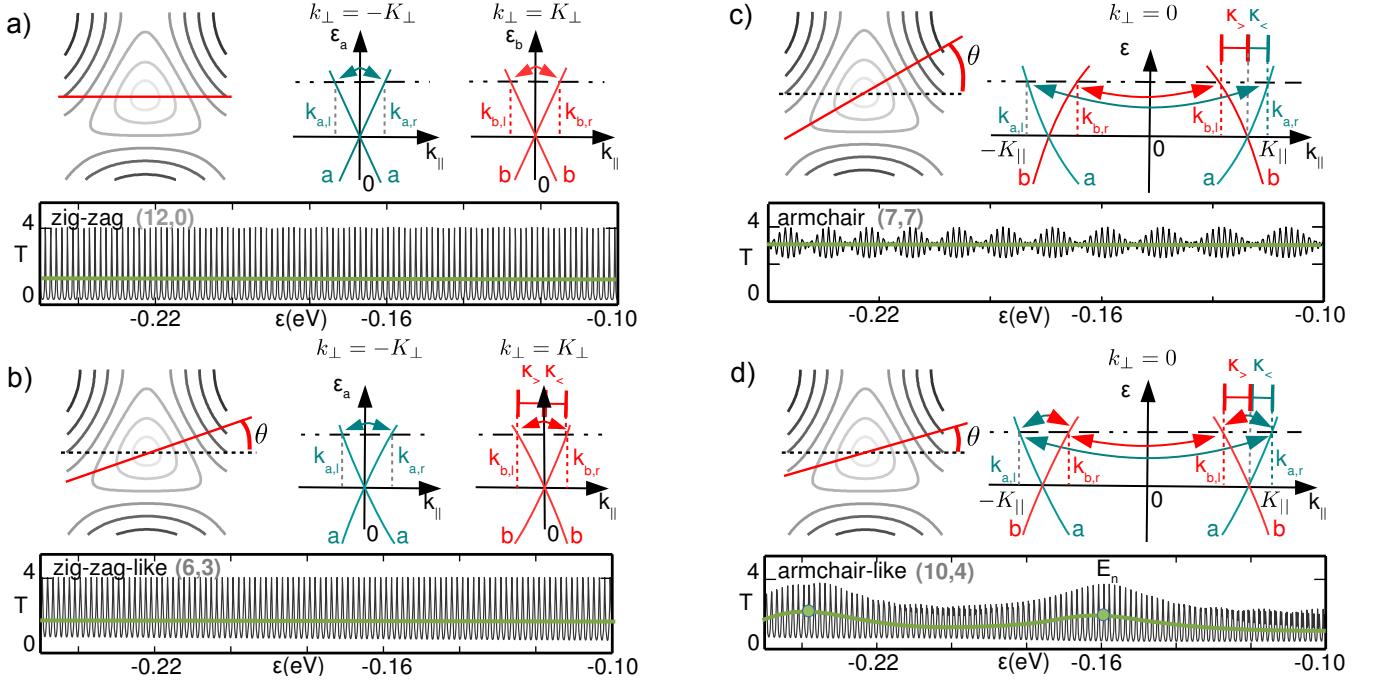 a)
k⊥ = −K⊥
k⊥ = K⊥
εa
εb
ka,l
ka,r
kb,l
kb,r
k||
k||
a
0
a
b
0
b
zig-zag (12,0)
4
T
0
-0.22
ε(eV)
-0.16
-0.10
b)
k⊥ = −K⊥
k⊥ = K⊥
εa
κ>
κ<
θ
ka,l
ka,r
kb,l
kb,r
k||
k||
a
0
a
b
0
b
zig-zag-like (6,3)
4
T
0
-0.22
ε(eV)
-0.16
-0.10
c)
k⊥ = 0
κ>
κ<
ε
θ
ka,l
kb,r
kb,l
ka,r
−K||
0
K||
k||
b
a
a
b
armchair (7,7)
4
T
0
-0.22
ε(eV)
-0.16
-0.10
d)
k⊥ = 0
κ>
κ<
ε
θ
ka,l
kb,r
kb,l
ka,r
−K||
0
K||
k||
b
a
a
b
armchair-like (10,4)
En
4
T
0
-0.22
ε(eV)
-0.16
-0.10